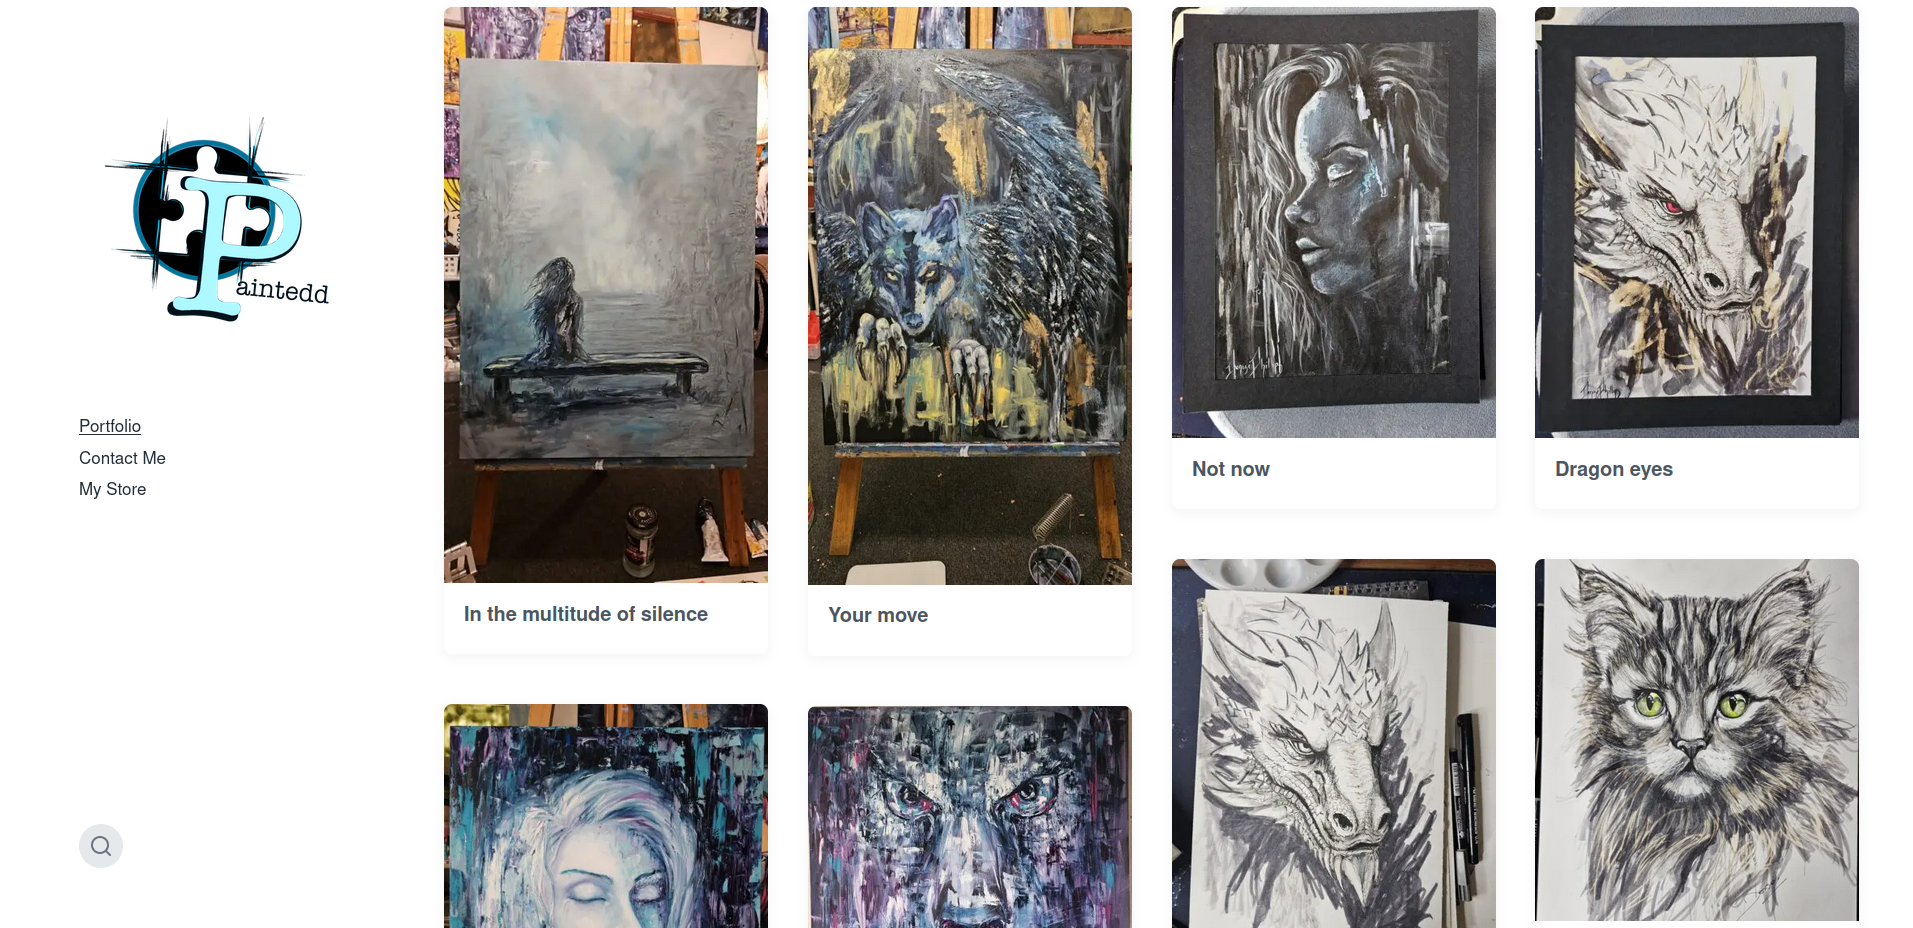 Paintedd
Portfolio
Contact Me
My Store
In the multitude of silence
Your move
Not now
Dragon eyes